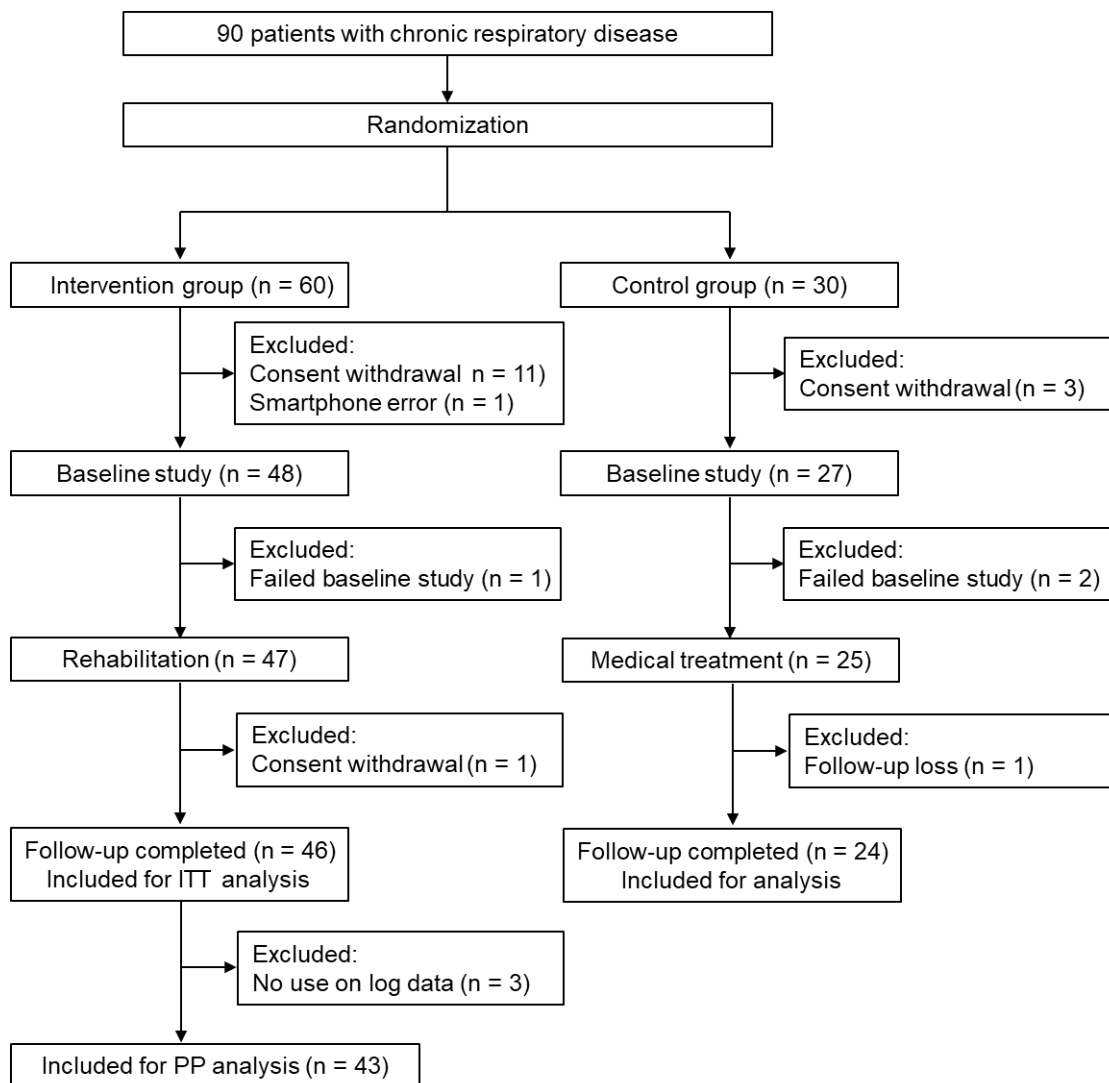 90 patients with chronic respiratory disease
Randomization
Intervention group (n = 60)
Control group (n = 30)
Excluded:
Consent withdrawal n = 11)
Smartphone error (n = 1)
Excluded:
Consent withdrawal (n = 3)
Baseline study (n = 48)
Baseline study (n = 27)
Excluded:
Failed baseline study (n = 1)
Excluded:
Failed baseline study (n = 2)
Rehabilitation (n = 47)
Medical treatment (n = 25)
Excluded:
Consent withdrawal (n = 1)
Excluded:
Follow-up loss (n = 1)
Follow-up completed (n = 46)
Included for ITT analysis
Follow-up completed (n = 24)
Included for analysis
Excluded:
No use on log data (n = 3)
Included for PP analysis (n = 43)